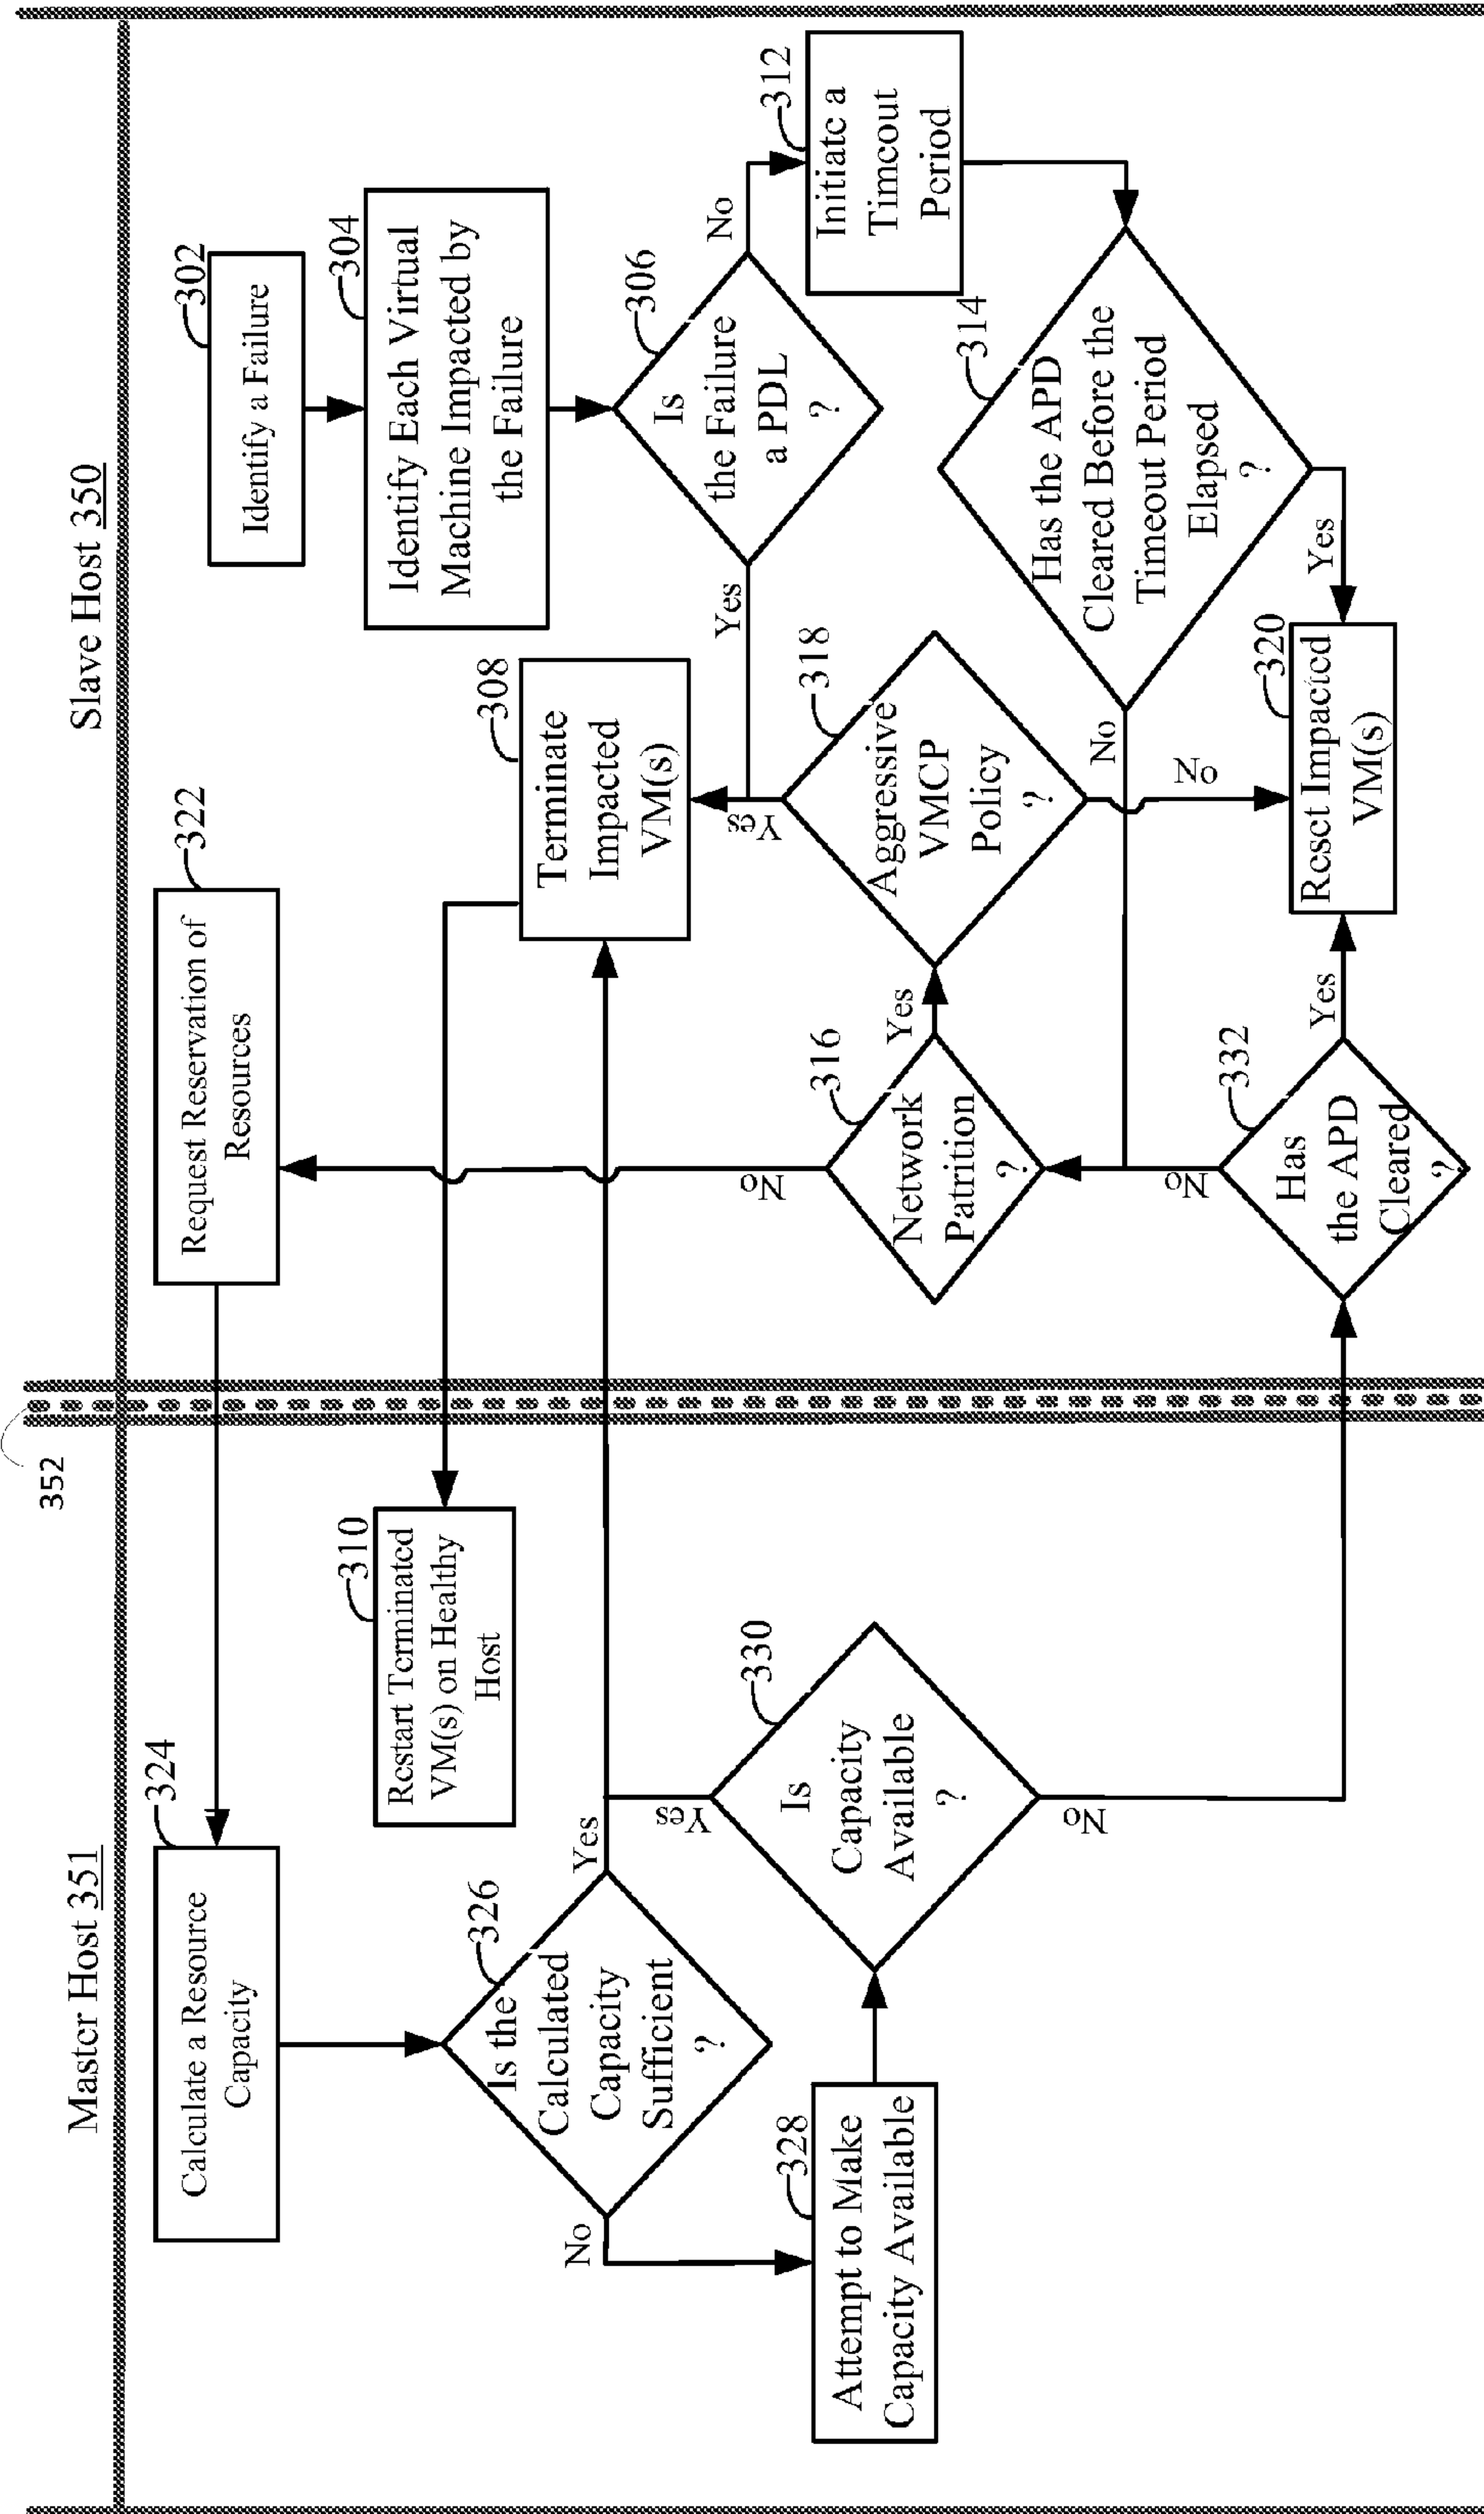 352
Master Host 351
Slave Host 350
302
Identify a Failure
304
Identify Each Virtual
Machine Impacted by
the Failure
306
Is
the Failure
a PDL
?
Yes
No
308
Terminate
Impacted
VM(s)
310
Restart Terminated
VM(s) on Healthy
Host
312
Initiate a
Timeout
Period
314
Has the APD
Cleared Before the
Timeout Period
Elapsed
?
No
Yes
316
Network
Patrition
?
No
Yes
318
Aggressive
VMCP
Policy
?
Yes
No
320
Reset Impacted
VM(s)
322
Request Reservation of
Resources
324
Calculate a Resource
Capacity
326
Is the
Calculated
Capacity
Sufficient
?
No
Yes
328
Attempt to Make
Capacity Available
330
Is
Capacity
Available
?
Yes
No
332
Has
the APD
Cleared
?
No
Yes